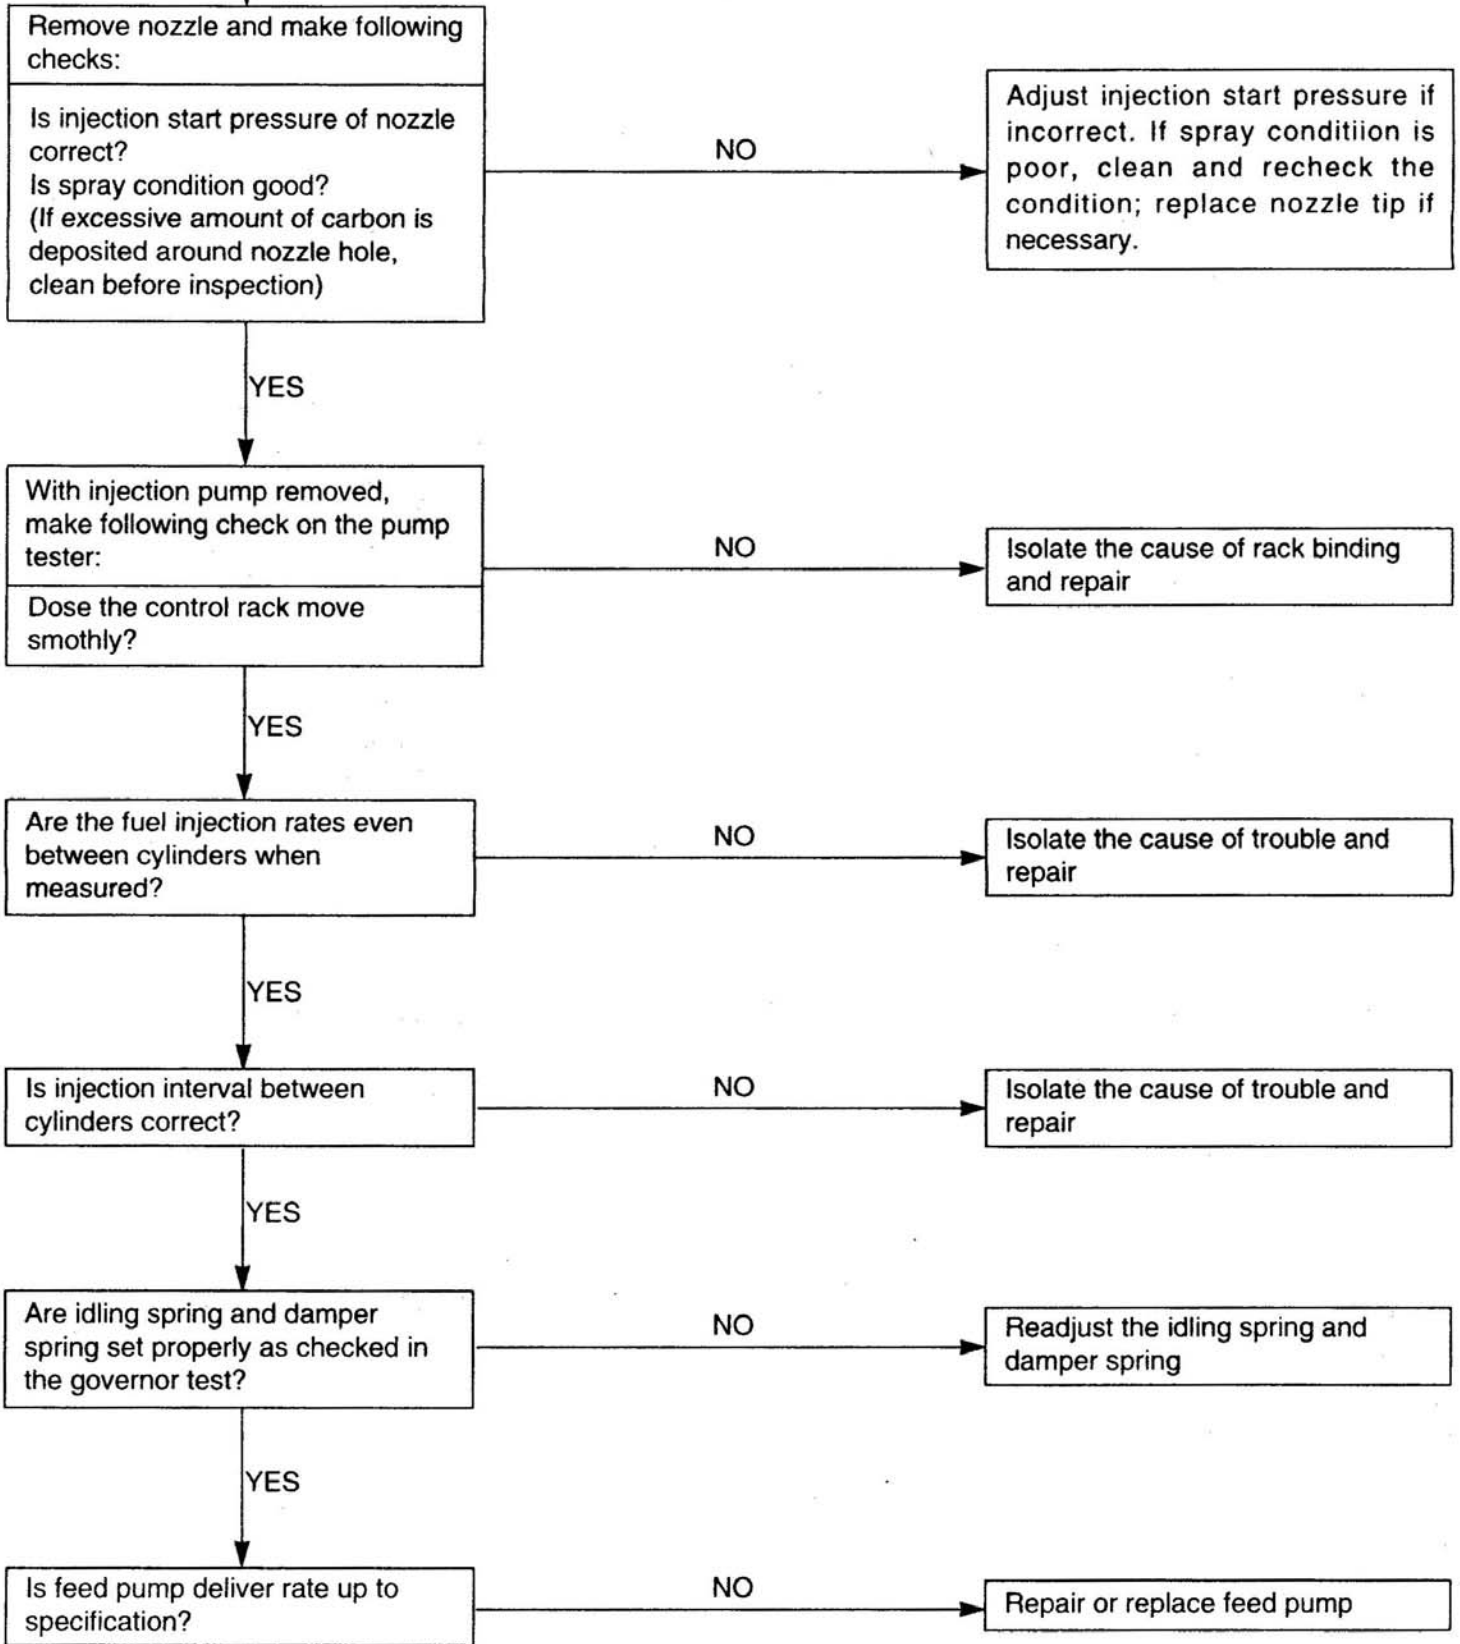 Remove nozzle and make following
checks:
Is injection start pressure of nozzle
correct?
Is spray condition good?
(If excessive amount of carbon is
deposited around nozzle hole,
clean before inspection)
NO
Adjust injection start pressure if
incorrect. If spray conditiion is
poor, clean and recheck the
condition; replace nozzle tip if
necessary.
YES
With injection pump removed,
make following check on the pump
tester:
Dose the control rack move
smothly?
NO
Isolate the cause of rack binding
and repair
YES
Are the fuel injection rates even
between cylinders when
measured?
NO
Isolate the cause of trouble and
repair
YES
Is injection interval between
cylinders correct?
NO
Isolate the cause of trouble and
repair
YES
Are idling spring and damper
spring set properly as checked in
the governor test?
NO
Readjust the idling spring and
damper spring
YES
Is feed pump deliver rate up to
specification?
NO
Repair or replace feed pump